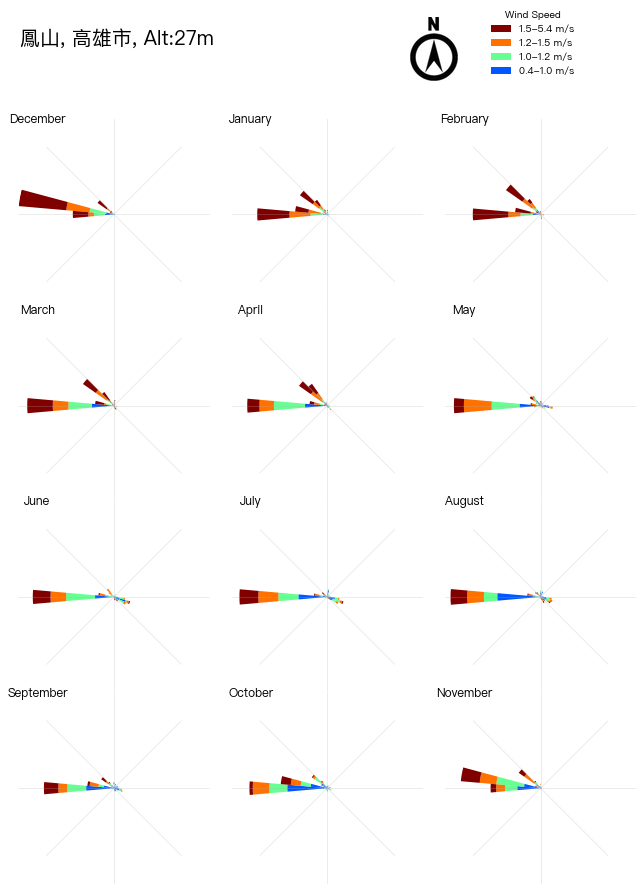 鳳山, 高雄市, Alt:27m
N
Wind Speed
1.5–5.4 m/s
1.2–1.5 m/s
1.0–1.2 m/s
0.4–1.0 m/s
December
January
February
March
April
May
June
July
August
September
October
November